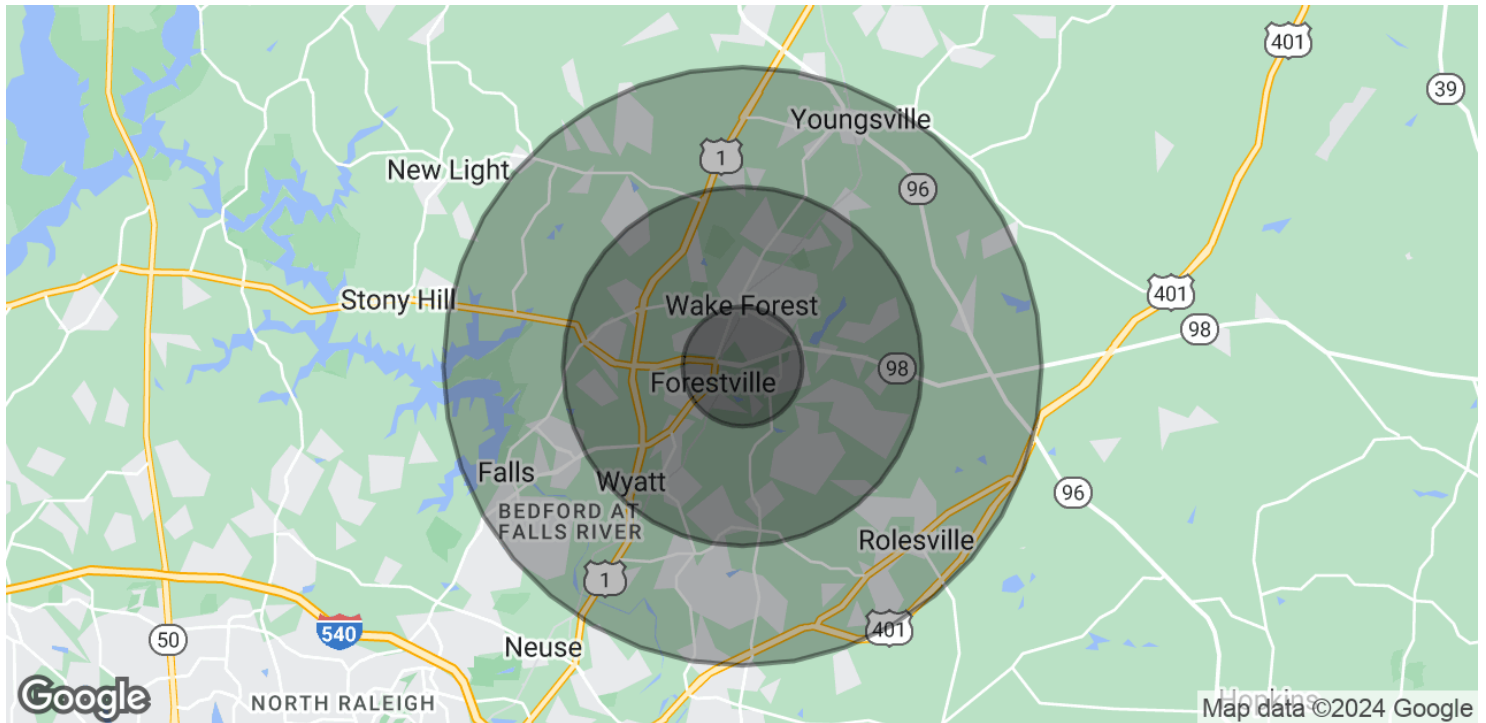 401
39
Youngsville
1
New Light
96
401
Stony Hill
Wake Forest
98
98
Forestville
Falls
Wyatt
96
BEDFORD AT
FALLS RIVER
Rolesville
1
401
540
50
Neuse
Google
NORTH RALEIGH
Hopkins
Map data ©2024 Google